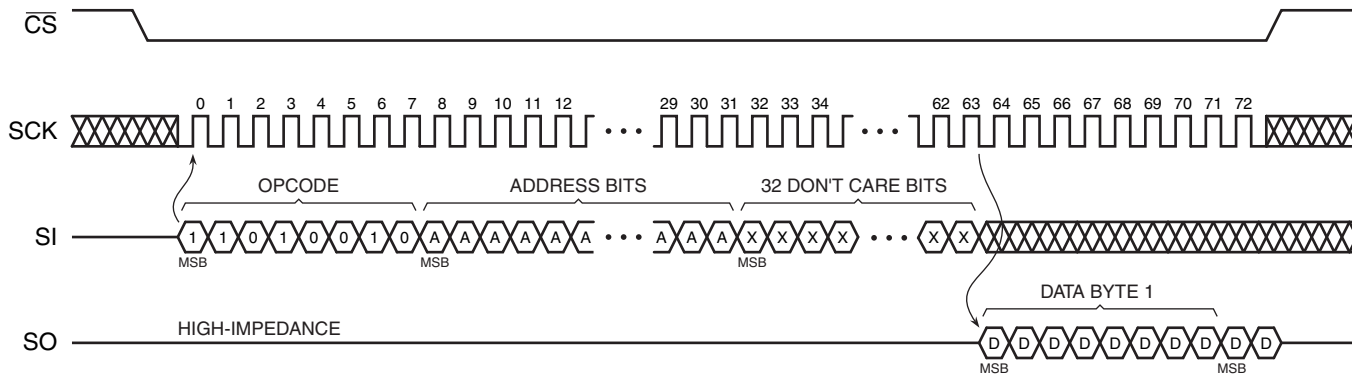 CS
0 1 2 3 4 5 6 7 8 9 10 11 12 29 30 31 32 33 34 62 63 64 65 66 67 68 69 70 71 72
SCK
OPCODE ADDRESS BITS 32 DON'T CARE BITS
SI 1 1 0 1 0 0 1 0 A A A A A A A A A X X X X X X
MSB MSB MSB
DATA BYTE 1
HIGH-IMPEDANCE
SO D D D D D D D D D D
MSB MSB